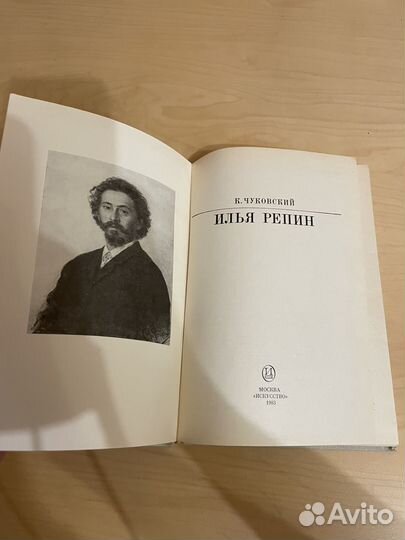 К. ЧУКОВСКИЙ
ИЛЬЯ РЕПИН
МОСКВА
«ИСКУССТВО»
1983
Avito